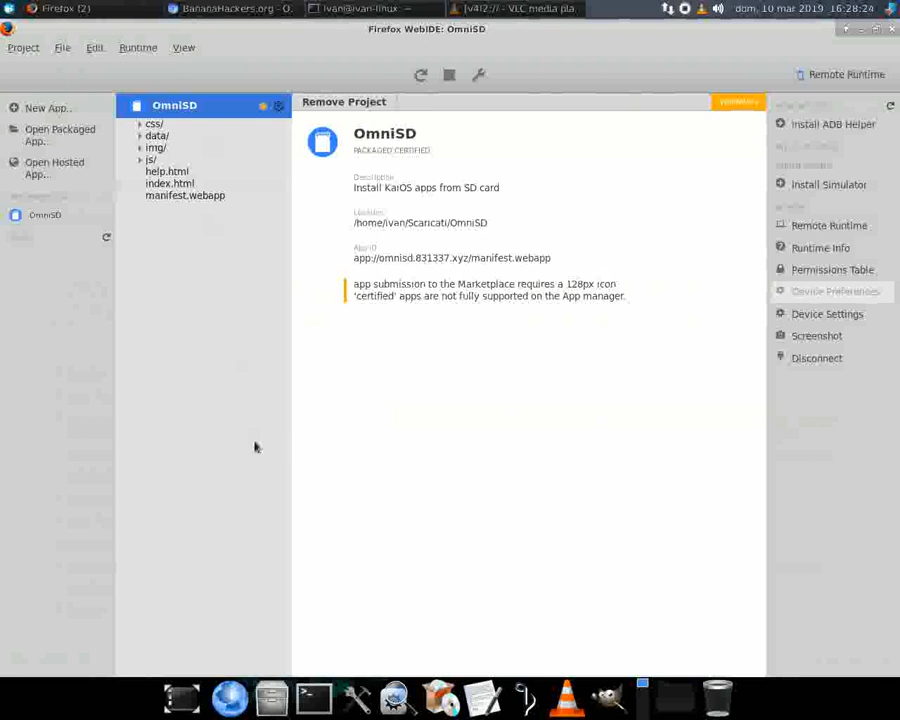 Firefox (2)
BananaHackers.org - O.
ivan@ivan-linux: ~
[v4l2:// - VLC media pla.
dom, 10 mar 2019 16:28:24
Firefox WebIDE: OmniSD
Project File Edit Runtime View
Remote Runtime
New App..
Open Packaged
App...
Open Hosted
App...
OmniSD
OmniSD
css/
data/
img/
js/
help.html
index.html
manifest.webapp
Remove Project
OmniSD
PACKAGED CERTIFIED
Description
Install KaiOS apps from SD card
Location
/home/ivan/Scaricati/OmniSD
App ID
app://omnisd.831337.xyz/manifest.webapp
app submission to the Marketplace requires a 128px icon
'certified' apps are not fully supported on the App manager.
Install ADB Helper
Install Simulator
Remote Runtime
Runtime Info
Permissions Table
Device Preferences
Device Settings
Screenshot
Disconnect